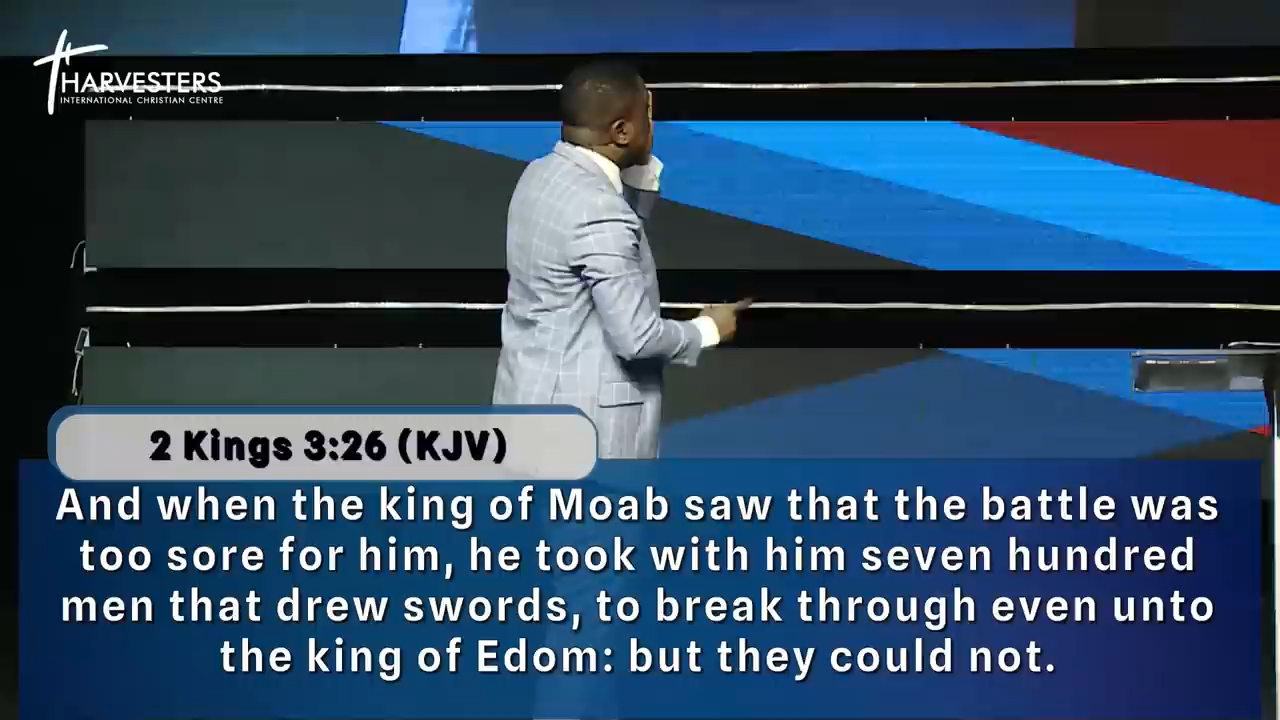 HARVESTERS
INTERNATIONAL CHRISTIAN CENTRE
2 Kings 3:26 (KJV)
And when the king of Moab saw that the battle was
too sore for him, he took with him seven hundred
men that drew swords, to break through even unto
the king of Edom: but they could not.